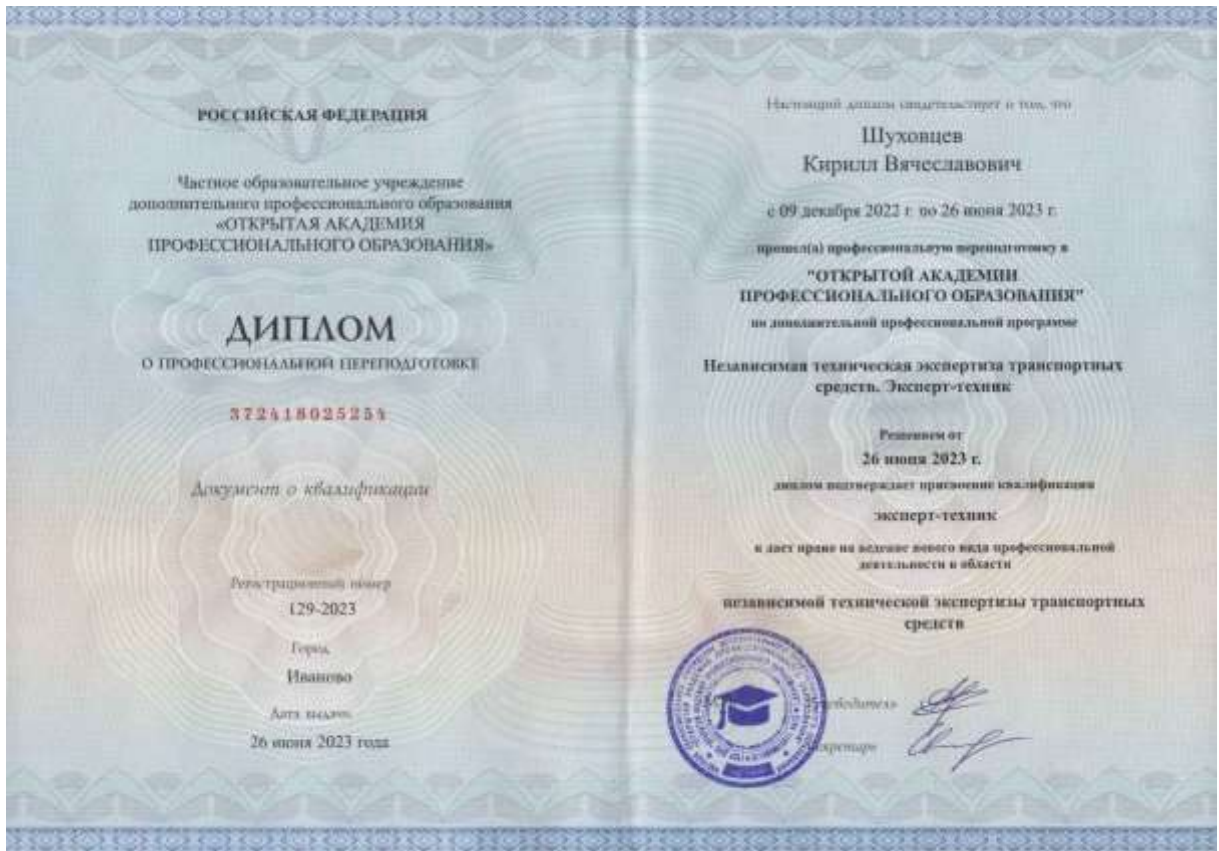 РОССИЙСКАЯ ФЕДЕРАЦИЯ
Частное образовательное учреждение
дополнительного профессионального образования
«ОТКРЫТАЯ АКАДЕМИЯ
ПРОФЕССИОНАЛЬНОГО ОБРАЗОВАНИЯ»
ДИПЛОМ
О ПРОФЕССИОНАЛЬНОЙ ПЕРЕПОДГОТОВКЕ
372418025254
Документ о квалификации
Регистрационный номер
129-2023
Город
Иваново
Дата выдачи
26 июня 2023 года
Настоящий диплом свидетельствует о том, что
Шуховцев
Кирилл Вячеславович
с 09 декабря 2022 г. по 26 июня 2023 г.
прошел(а) профессиональную переподготовку в
"ОТКРЫТОЙ АКАДЕМИИ
ПРОФЕССИОНАЛЬНОГО ОБРАЗОВАНИЯ"
по дополнительной профессиональной программе
Независимая техническая экспертиза транспортных
средств. Эксперт-техник
Решением от
26 июня 2023 г.
диплом подтверждает присвоение квалификации
эксперт-техник
и дает право на ведение нового вида профессиональной
деятельности в области
независимой технической экспертизы транспортных
средств
Руководитель
Секретарь